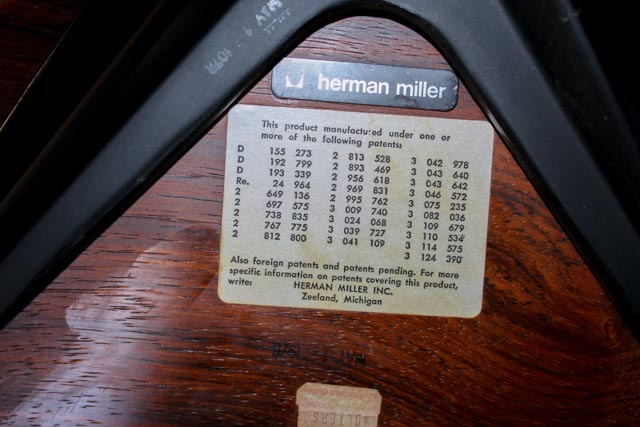 herman miller
This product manufactured under one or
more of the following patents:
D 155 273 2 813 528 3 042 978
D 192 799 2 893 469 3 043 640
D 193 339 2 956 618 3 043 642
Re. 24 964 2 969 831 3 046 572
2 649 136 2 995 762 3 075 235
2 697 575 3 009 740 3 082 036
2 738 835 3 024 068 3 109 679
2 767 775 3 039 727 3 110 534
2 812 800 3 041 109 3 114 575
3 124 390
Also foreign patents and patents pending. For more
specific information on patents covering this product,
write: HERMAN MILLER INC.
Zeeland, Michigan